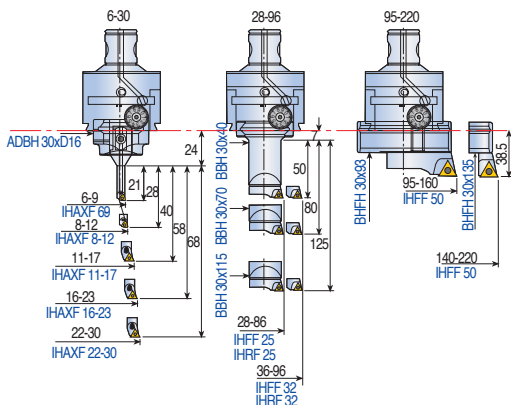 6-30
28-96
95-220
ADBH 30xD16
24
21
28
40
58
68
6-9
IHAXF 69
8-12
IHAXF 8-12
11-17
IHAXF 11-17
16-23
IHAXF 16-23
22-30
IHAXF 22-30
BBH 30x40
BBH 30x70
BBH 30x115
50
80
125
28-86
IHFF 25
IHRF 25
36-96
IHFF 32
IHRF 32
BHFH 30x93
95-160
IHFF 50
BHFH 30x135
38.5
140-220
IHFF 50